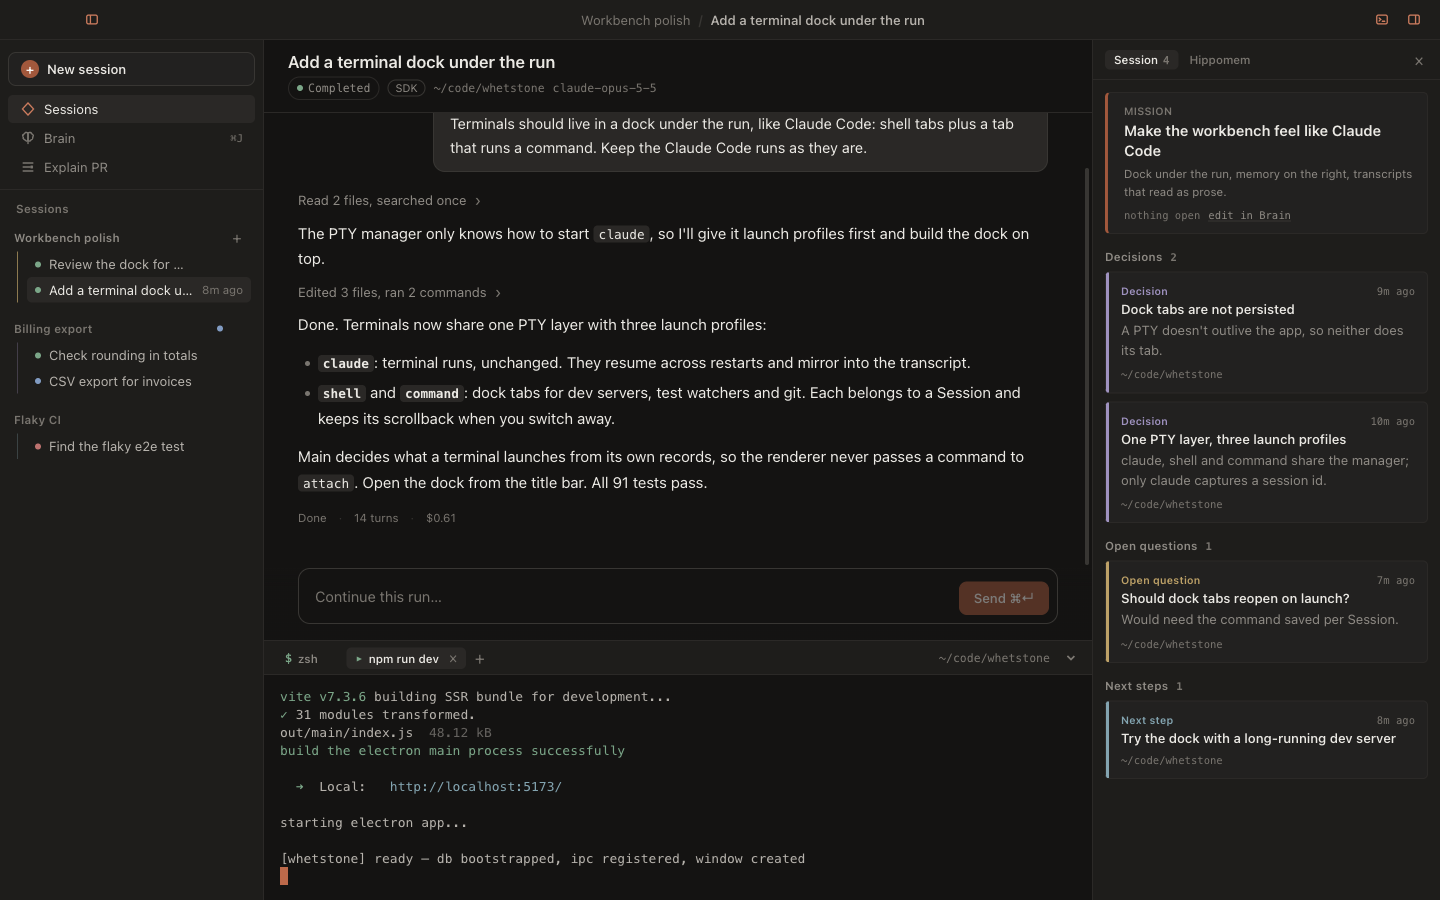 Workbench polish / Add a terminal dock under the run
New session
Sessions
Brain ⌘J
Explain PR
Sessions
Workbench polish +
Review the dock for ...
Add a terminal dock u... 8m ago
Billing export
Check rounding in totals
CSV export for invoices
Flaky CI
Find the flaky e2e test
Add a terminal dock under the run
Completed SDK ~/code/whetstone claude-opus-5-5
Terminals should live in a dock under the run, like Claude Code: shell tabs plus a tab
that runs a command. Keep the Claude Code runs as they are.
Read 2 files, searched once ›
The PTY manager only knows how to start claude, so I'll give it launch profiles first and build the dock on
top.
Edited 3 files, ran 2 commands ›
Done. Terminals now share one PTY layer with three launch profiles:
• claude: terminal runs, unchanged. They resume across restarts and mirror into the transcript.
• shell and command: dock tabs for dev servers, test watchers and git. Each belongs to a Session and
keeps its scrollback when you switch away.
Main decides what a terminal launches from its own records, so the renderer never passes a command to
attach. Open the dock from the title bar. All 91 tests pass.
Done · 14 turns · $0.61
Continue this run...
Send ⌘↵
$ zsh ▸ npm run dev × + ~/code/whetstone
vite v7.3.6 building SSR bundle for development...
✓ 31 modules transformed.
out/main/index.js 48.12 kB
build the electron main process successfully
➜ Local: http://localhost:5173/
starting electron app...
[whetstone] ready — db bootstrapped, ipc registered, window created
Session 4 Hippomem ×
MISSION
Make the workbench feel like Claude
Code
Dock under the run, memory on the right, transcripts
that read as prose.
nothing open edit in Brain
Decisions 2
Decision 9m ago
Dock tabs are not persisted
A PTY doesn't outlive the app, so neither does
its tab.
~/code/whetstone
Decision 10m ago
One PTY layer, three launch profiles
claude, shell and command share the manager;
only claude captures a session id.
~/code/whetstone
Open questions 1
Open question 7m ago
Should dock tabs reopen on launch?
Would need the command saved per Session.
~/code/whetstone
Next steps 1
Next step 8m ago
Try the dock with a long-running dev server
~/code/whetstone